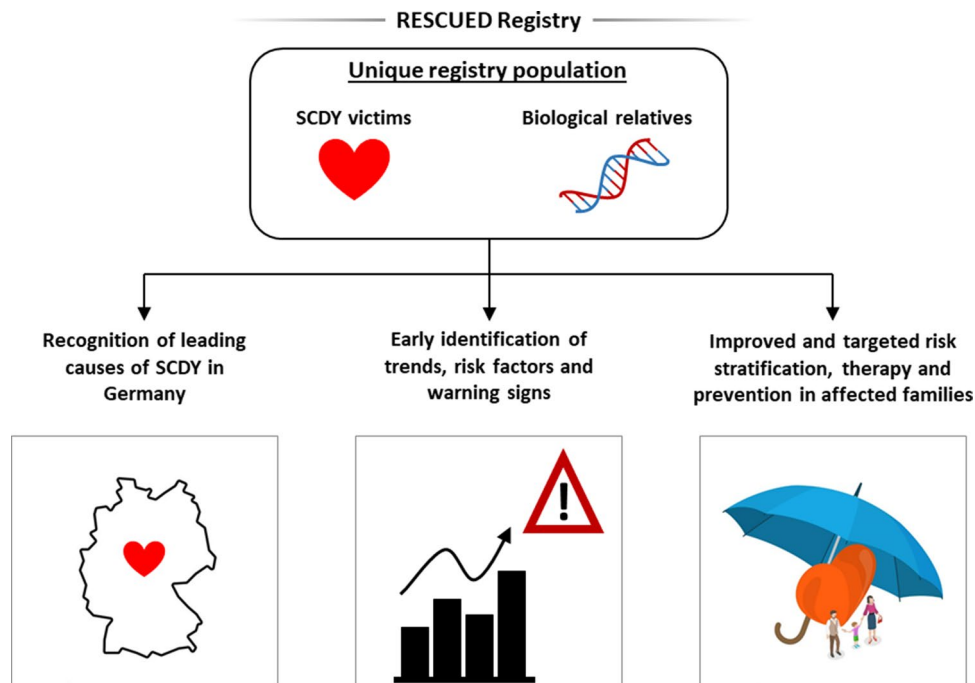 RESCUED Registry
Unique registry population
SCDY victims
Biological relatives
Recognition of leading
causes of SCDY in
Germany
Early identification of
trends, risk factors and
warning signs
Improved and targeted risk
stratification, therapy and
prevention in affected families
!